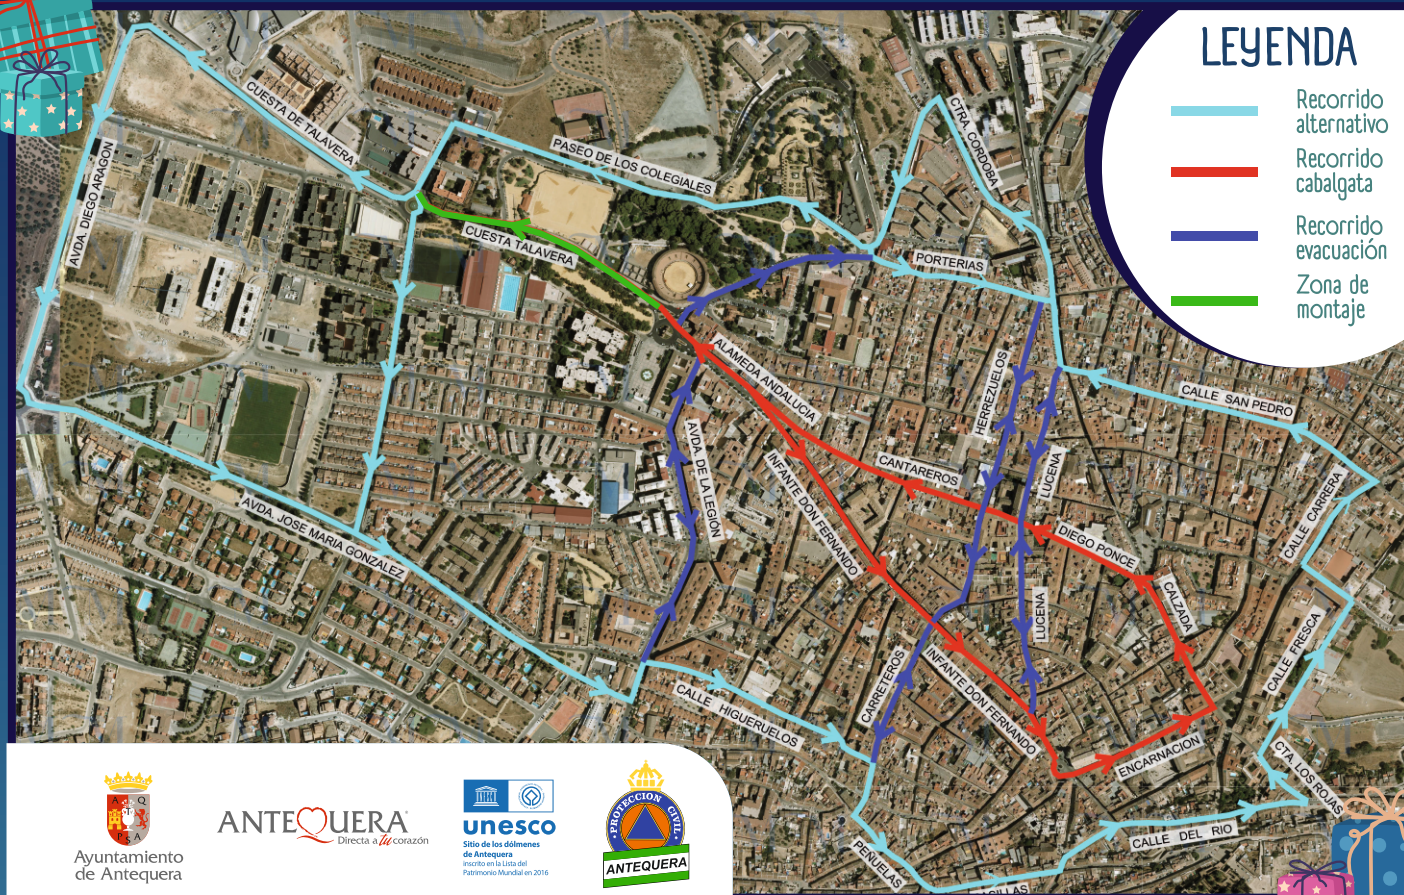 LEYENDA
Recorrido
alternativo
Recorrido
cabalgata
Recorrido
evacuación
Zona de
montaje
CUESTA DE TALAVERA
AVDA. DIEGO ARAGON
PASEO DE LOS COLEGIALES
CTRA. CORDOBA
CUESTA TALAVERA
PORTERIAS
ALAMEDA ANDALUCIA
HERREZUELOS
CALLE SAN PEDRO
AVDA. DE LA LEGIÓN
INFANTE DON FERNANDO
CANTAREROS
LUCENA
CALLE CARRERA
AVDA. JOSE MARIA GONZALEZ
DIEGO PONCE
CALZADA
LUCENA
CALLE FRESCA
CARRETEROS
INFANTE DON FERNANDO
CALLE HIGUERUELOS
ENCARNACION
CTA. LOS ROJAS
CALLE DEL RIO
PEÑUELAS
A Q
P S A
Ayuntamiento
de Antequera
ANTEQUERA
Directa a tu corazón
unesco
Sitio de los dólmenes
de Antequera
inscrito en la Lista del
Patrimonio Mundial en 2016
PROTECCION CIVIL
ANTEQUERA